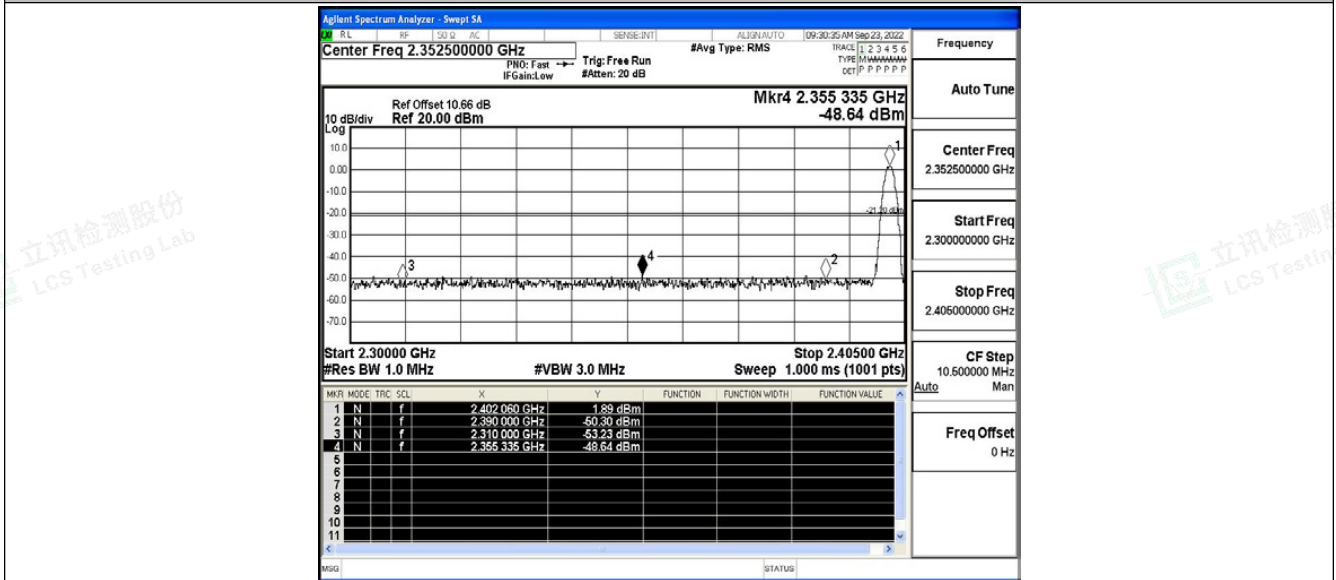 Agilent Spectrum Analyzer - Swept SA
RL RF 50 Ω AC SENSE:INT ALIGNAUTO 09:30:35 AM Sep 23, 2022
Center Freq 2.352500000 GHz #Avg Type: RMS TRACE 1 2 3 4 5 6
PNO: Fast Trig: Free Run TYPE MWWWWW
IFGain:Low #Atten: 20 dB DET P P P P P P
Mkr4 2.355 335 GHz
Ref Offset 10.66 dB
10 dB/div Ref 20.00 dBm -48.64 dBm
Log
10.0
0.00
-10.0
-20.0
-30.0
-40.0
-50.0
-60.0
-70.0
1
-21.20 dBm
3
4
2
Start 2.30000 GHz Stop 2.40500 GHz
#Res BW 1.0 MHz #VBW 3.0 MHz Sweep 1.000 ms (1001 pts)
MKR MODE TRC SCL X Y FUNCTION FUNCTION WIDTH FUNCTION VALUE
1 N f 2.402 060 GHz 1.89 dBm
2 N f 2.390 000 GHz -50.30 dBm
3 N f 2.310 000 GHz -53.23 dBm
4 N f 2.355 335 GHz -48.64 dBm
5
6
7
8
9
10
11
MSG STATUS
Frequency
Auto Tune
Center Freq
2.352500000 GHz
Start Freq
2.300000000 GHz
Stop Freq
2.405000000 GHz
CF Step
10.500000 MHz
Auto Man
Freq Offset
0 Hz
立讯检测股份
LCS Testing Lab
立讯检测股
LCS Testin